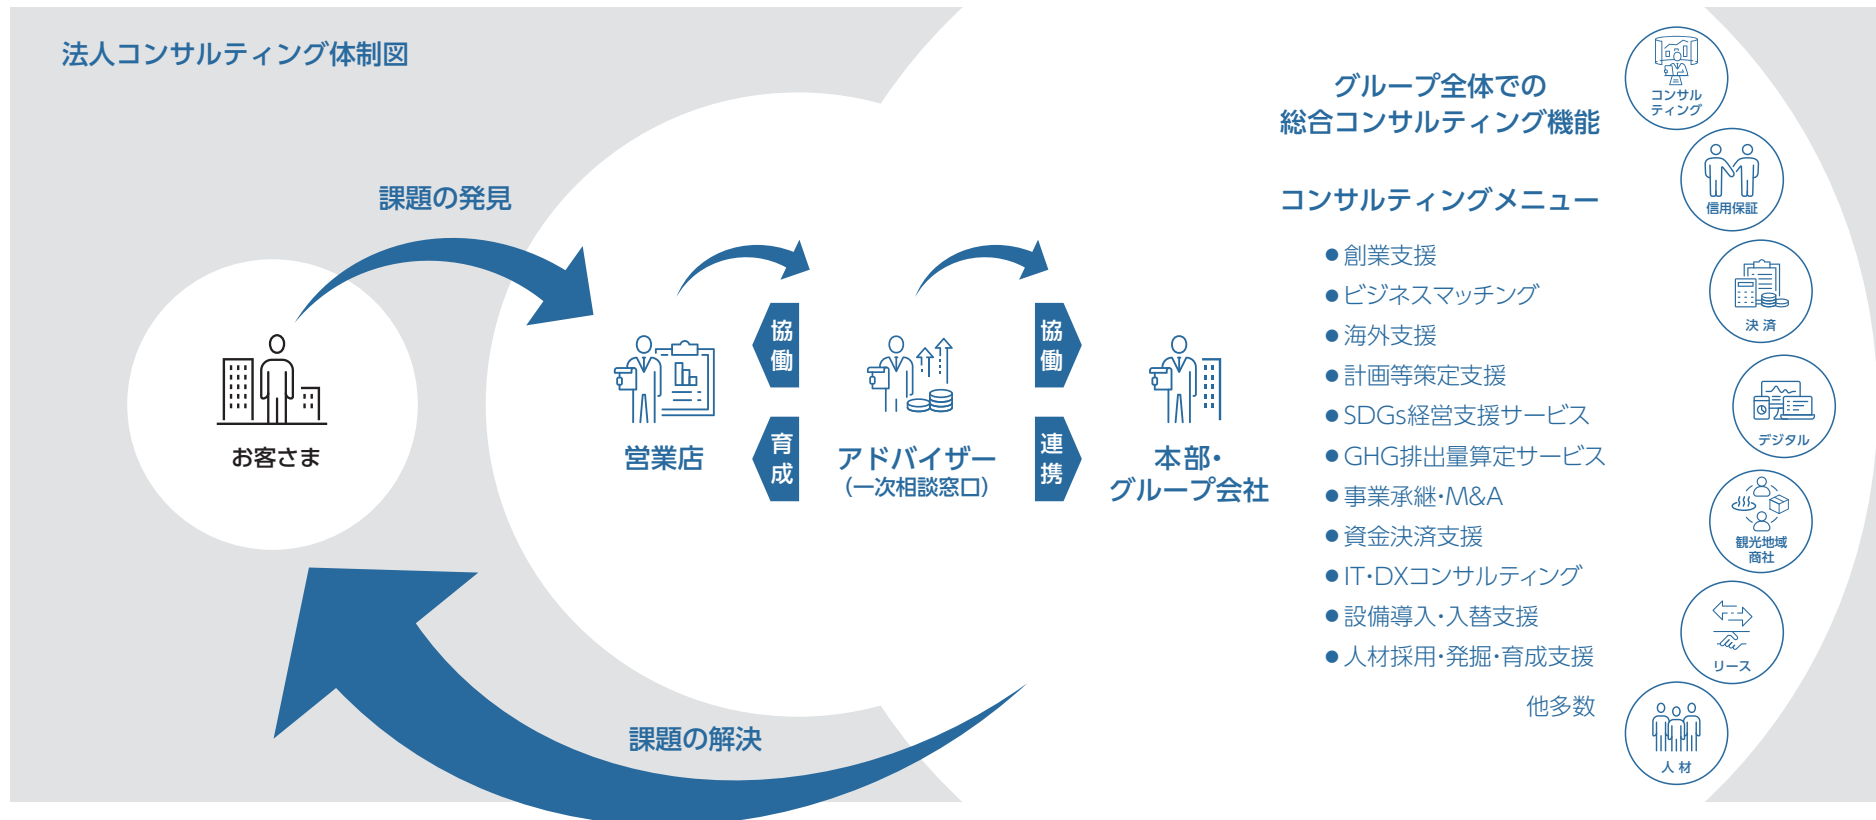 法人コンサルティング体制図
課題の発見
お客さま
営業店
協働
育成
アドバイザー
（一次相談窓口）
協働
連携
本部・
グループ会社
課題の解決
グループ全体での
総合コンサルティング機能
コンサルティングメニュー
●創業支援
●ビジネスマッチング
●海外支援
●計画等策定支援
●SDGs経営支援サービス
●GHG排出量算定サービス
●事業承継・M&A
●資金決済支援
●IT・DXコンサルティング
●設備導入・入替支援
●人材採用・発掘・育成支援
他多数
コンサル
ティング
信用保証
決済
デジタル
観光地域
商社
リース
人材